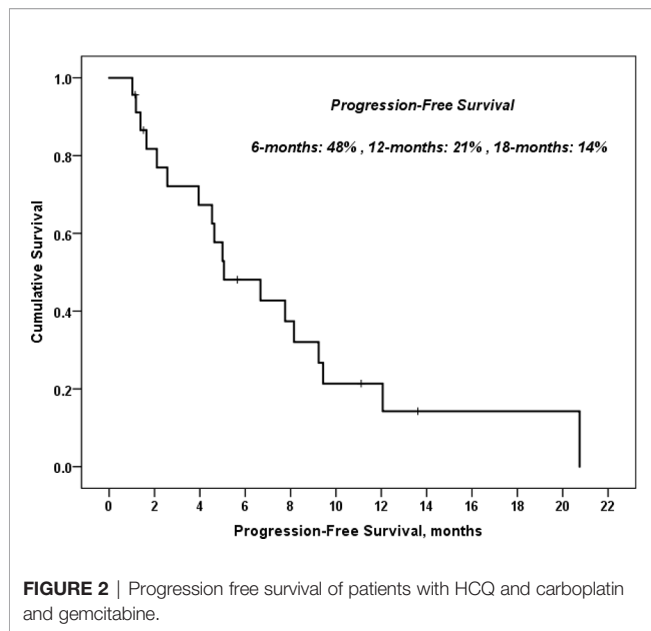 1.0
0.8
0.6
0.4
0.2
0.0
Cumulative Survival
Progression-Free Survival
6-months: 48% , 12-months: 21% , 18-months: 14%
0 2 4 6 8 10 12 14 16 18 20 22
Progression-Free Survival, months
FIGURE 2 | Progression free survival of patients with HCQ and carboplatin
and gemcitabine.